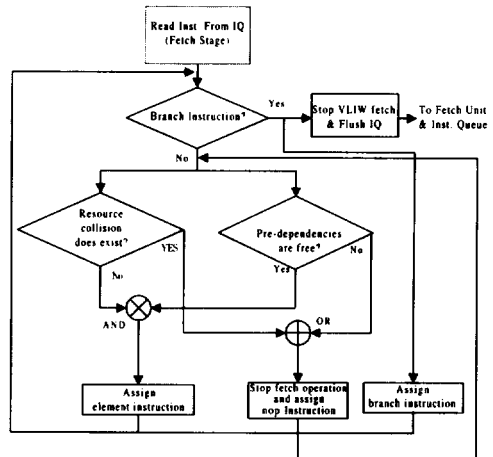 Read Inst. From IQ
(Fetch Stage)
Branch Instruction?
Yes
Stop VLIW fetch
& Flush IQ
To Fetch Unit
& Inst. Queue
No
Resource
collision
does exist?
YES
Pre-dependencies
are free?
No
No
Yes
AND
OR
Assign
element instruction
Stop fetch operation
and assign
nop Instruction
Assign
branch instruction